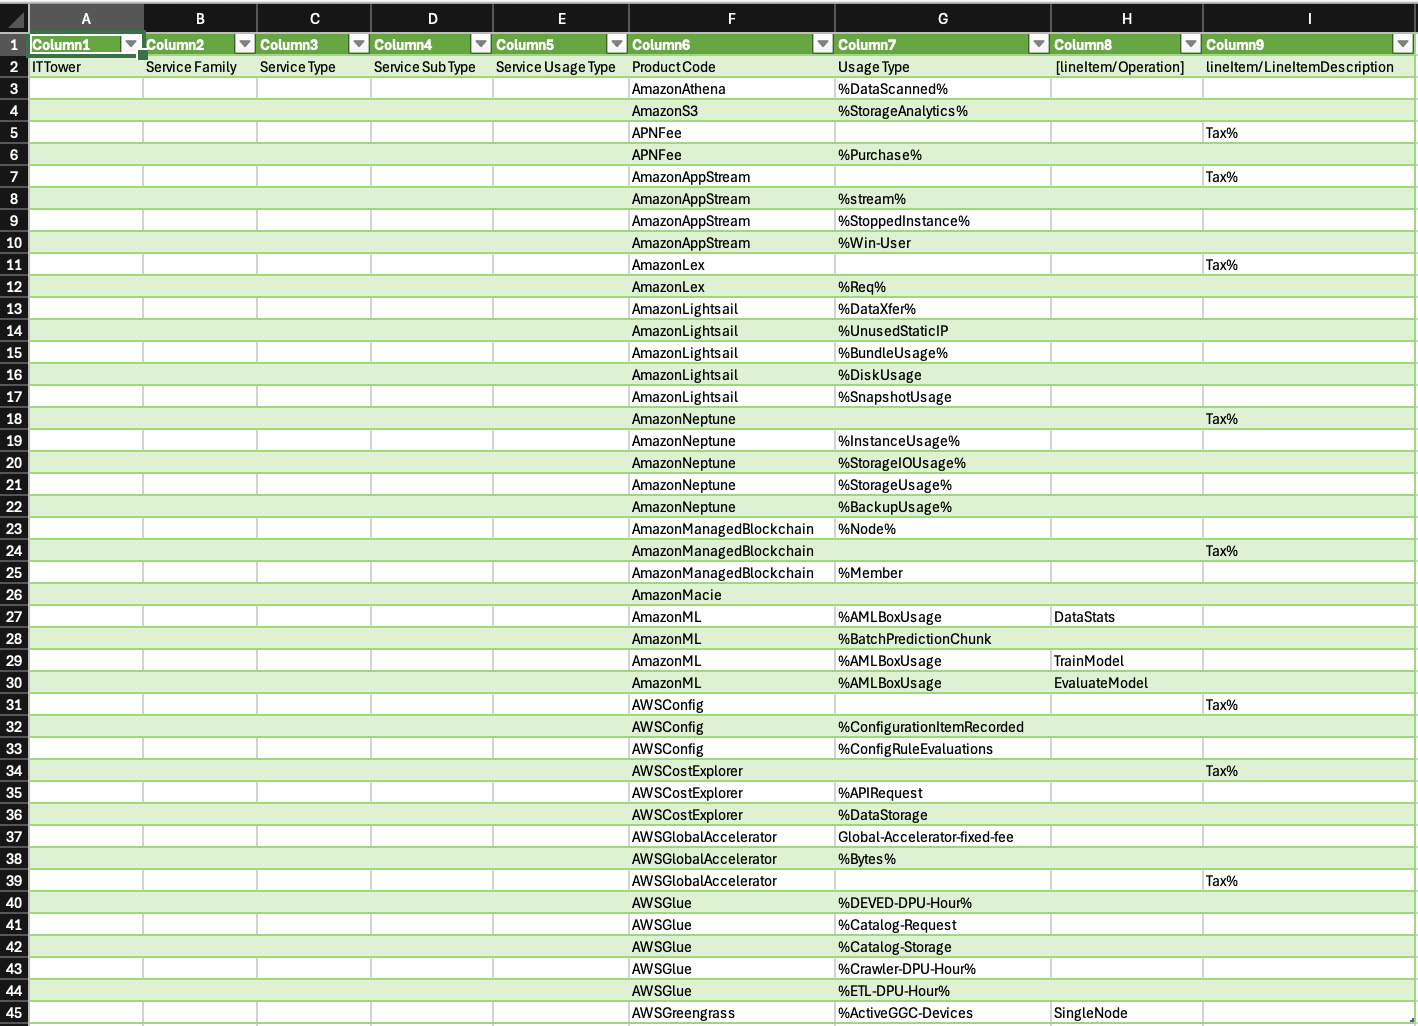 A B C D E F G H I
1 Column1 Column2 Column3 Column4 Column5 Column6 Column7 Column8 Column9
2 ITTower Service Family Service Type Service Sub Type Service Usage Type ProductCode Usage Type [lineItem/Operation] lineItem/LineItemDescription
3 AmazonAthena %DataScanned%
4 AmazonS3 %StorageAnalytics%
5 APNFee Tax%
6 APNFee %Purchase%
7 AmazonAppStream Tax%
8 AmazonAppStream %stream%
9 AmazonAppStream %StoppedInstance%
10 AmazonAppStream %Win-User
11 AmazonLex Tax%
12 AmazonLex %Req%
13 AmazonLightsail %DataXfer%
14 AmazonLightsail %UnusedStaticIP
15 AmazonLightsail %BundleUsage%
16 AmazonLightsail %DiskUsage
17 AmazonLightsail %SnapshotUsage
18 AmazonNeptune Tax%
19 AmazonNeptune %InstanceUsage%
20 AmazonNeptune %StorageIOUsage%
21 AmazonNeptune %StorageUsage%
22 AmazonNeptune %BackupUsage%
23 AmazonManagedBlockchain %Node%
24 AmazonManagedBlockchain Tax%
25 AmazonManagedBlockchain %Member
26 AmazonMacie
27 AmazonML %AMLBoxUsage DataStats
28 AmazonML %BatchPredictionChunk
29 AmazonML %AMLBoxUsage TrainModel
30 AmazonML %AMLBoxUsage EvaluateModel
31 AWSConfig Tax%
32 AWSConfig %ConfigurationItemRecorded
33 AWSConfig %ConfigRuleEvaluations
34 AWSCostExplorer Tax%
35 AWSCostExplorer %APIRequest
36 AWSCostExplorer %DataStorage
37 AWSGlobalAccelerator Global-Accelerator-fixed-fee
38 AWSGlobalAccelerator %Bytes%
39 AWSGlobalAccelerator Tax%
40 AWSGlue %DEVED-DPU-Hour%
41 AWSGlue %Catalog-Request
42 AWSGlue %Catalog-Storage
43 AWSGlue %Crawler-DPU-Hour%
44 AWSGlue %ETL-DPU-Hour%
45 AWSGreengrass %ActiveGGC-Devices SingleNode